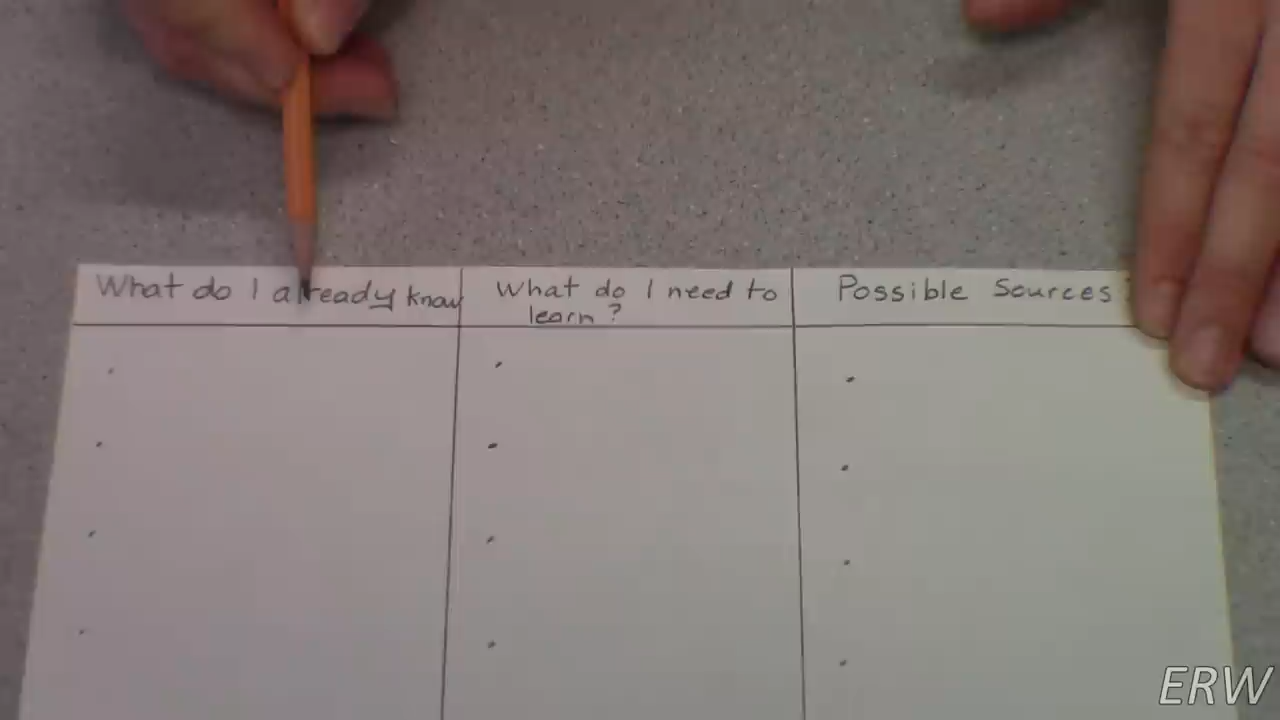 What do I already know
What do I need to
learn?
Possible Sources?
ERW